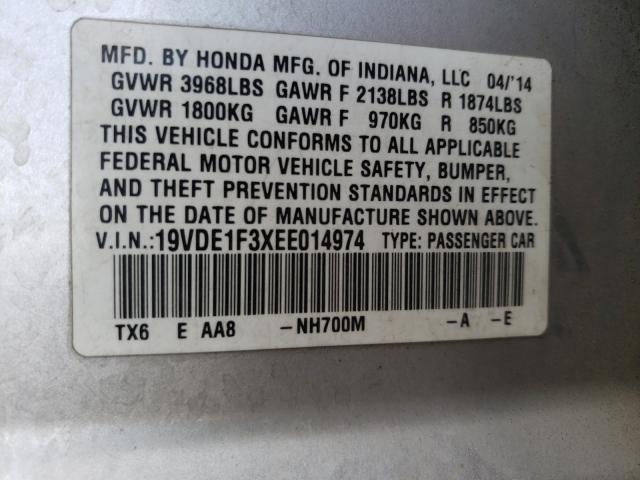 MFD. BY HONDA MFG. OF INDIANA, LLC 04/'14
GVWR 3968LBS GAWR F 2138LBS R 1874LBS
GVWR 1800KG GAWR F 970KG R 850KG
THIS VEHICLE CONFORMS TO ALL APPLICABLE
FEDERAL MOTOR VEHICLE SAFETY, BUMPER,
AND THEFT PREVENTION STANDARDS IN EFFECT
ON THE DATE OF MANUFACTURE SHOWN ABOVE.
V.I.N.:19VDE1F3XEE014974 TYPE: PASSENGER CAR
TX6 E AA8 -NH700M -A -E